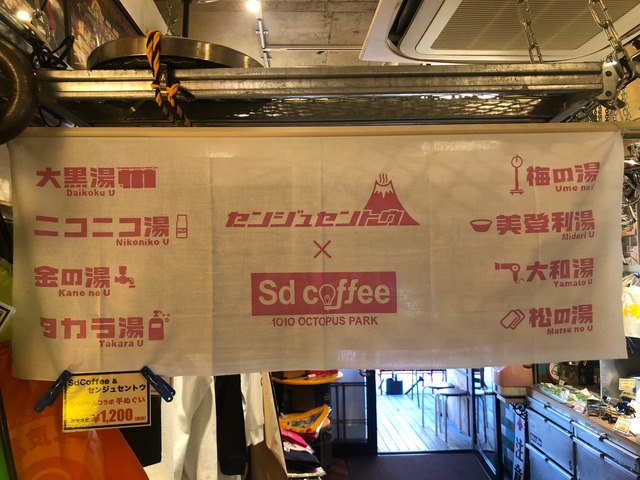 大黒湯
Daikoku U
ニコニコ湯
Nikoniko U
金の湯
Kane no U
タカラ湯
Takara U
センジュセントウ
×
Sd coffee
1010 OCTOPUS PARK
梅の湯
Ume no
美登利湯
Midori U
大和湯
Yamato U
松の湯
Matsu no U
SdCoffee &
センジュセントウ
コラボ 手ぬぐい
¥1,200